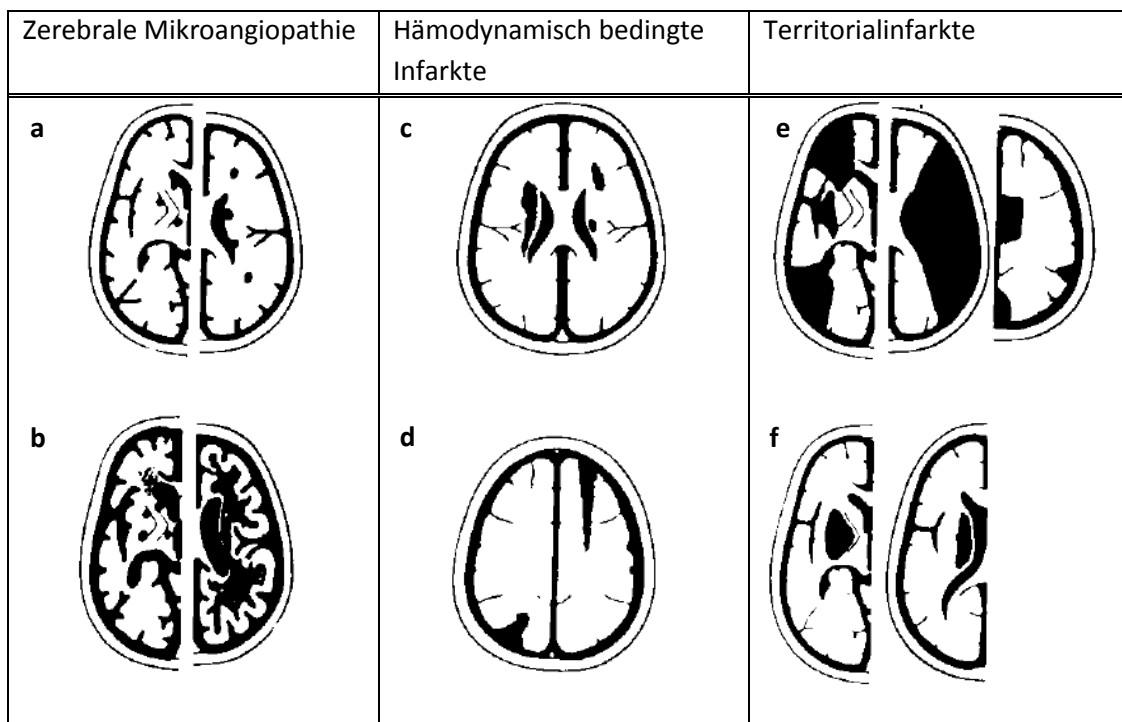 Zerebrale Mikroangiopathie
Hämodynamisch bedingte
Infarkte
Territorialinfarkte
a
c
e
b
d
f